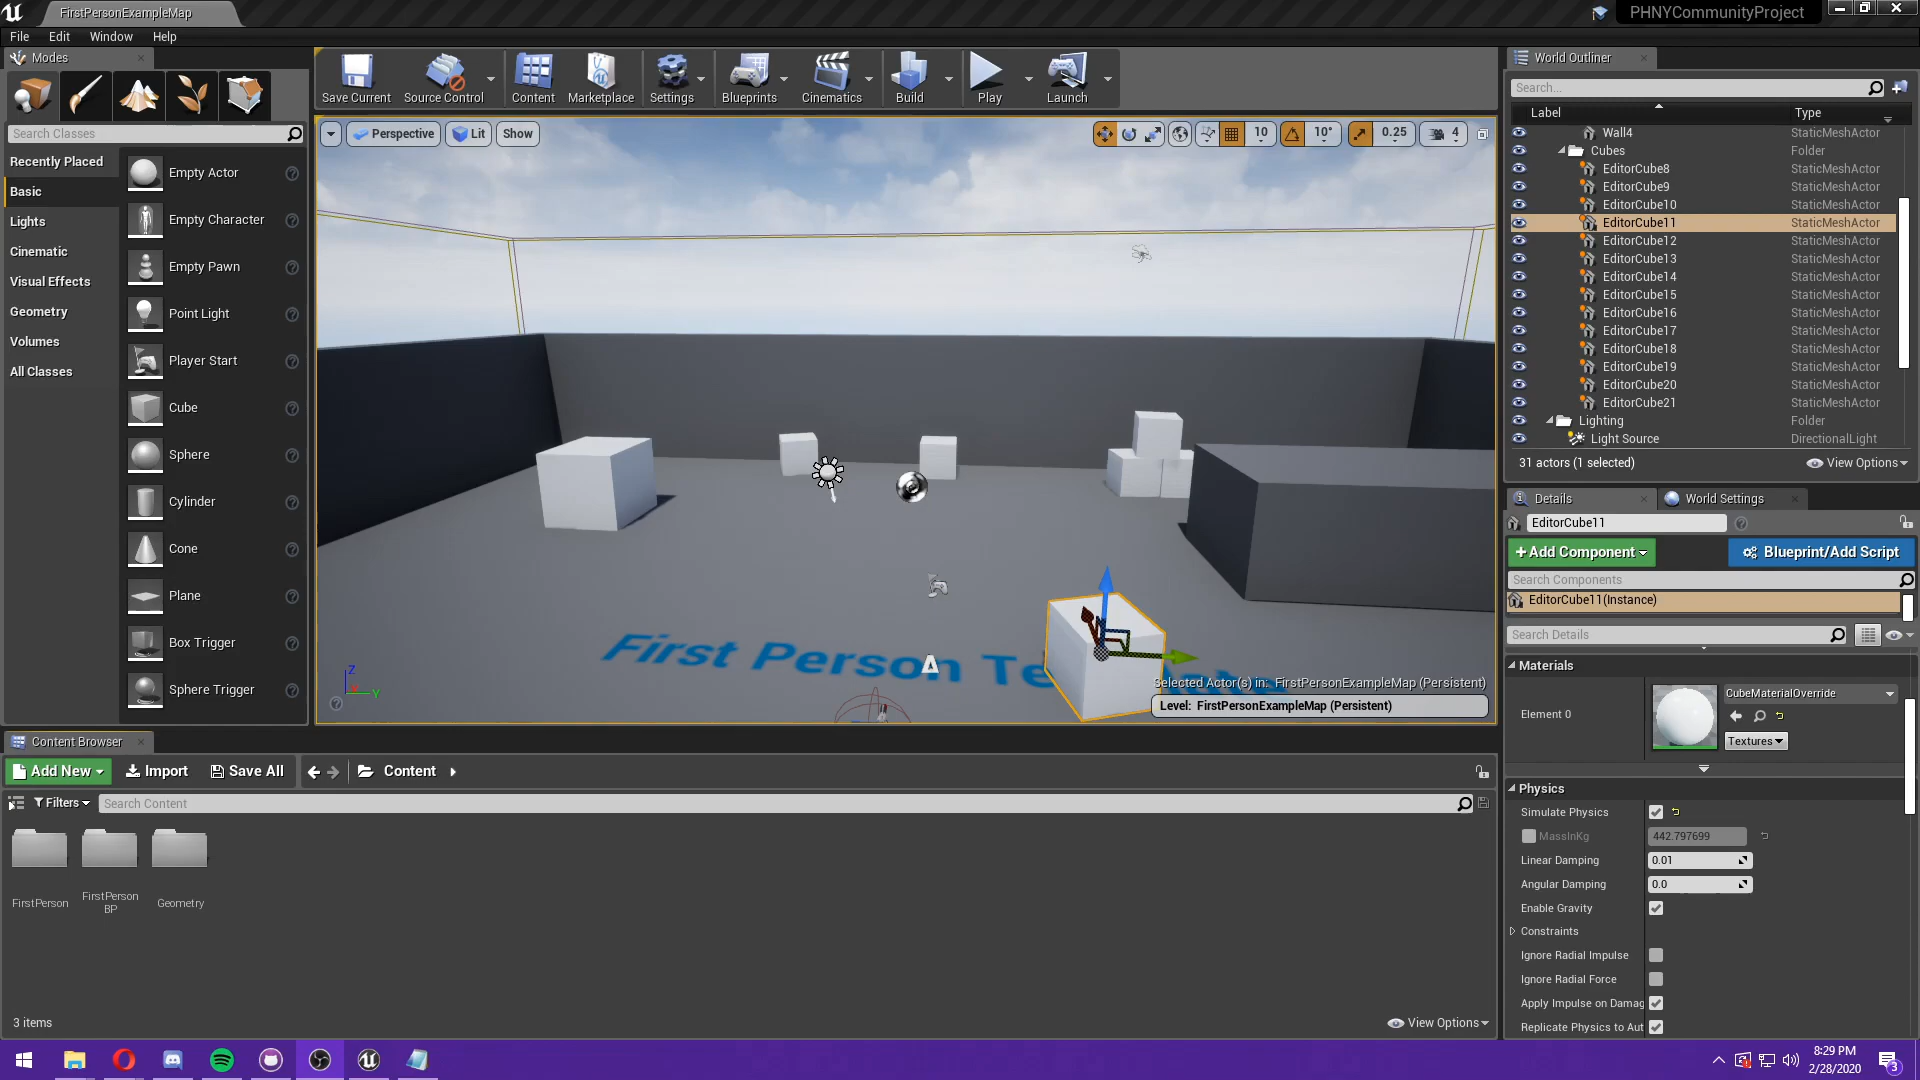 FirstPersonExampleMap
PHNYCommunityProject
File Edit Window Help
Modes
Search Classes
Recently Placed
Basic
Lights
Cinematic
Visual Effects
Geometry
Volumes
All Classes
Empty Actor
Empty Character
Empty Pawn
Point Light
Player Start
Cube
Sphere
Cylinder
Cone
Plane
Box Trigger
Sphere Trigger
Save Current Source Control Content Marketplace Settings Blueprints Cinematics Build Play Launch
Perspective Lit Show
10 10° 0.25 4
First Person Te
Z
Y
Selected Actor(s) in: FirstPersonExampleMap (Persistent)
Level: FirstPersonExampleMap (Persistent)
World Outliner
Search...
Label Type
Wall4 StaticMeshActor
Cubes Folder
EditorCube8 StaticMeshActor
EditorCube9 StaticMeshActor
EditorCube10 StaticMeshActor
EditorCube11 StaticMeshActor
EditorCube12 StaticMeshActor
EditorCube13 StaticMeshActor
EditorCube14 StaticMeshActor
EditorCube15 StaticMeshActor
EditorCube16 StaticMeshActor
EditorCube17 StaticMeshActor
EditorCube18 StaticMeshActor
EditorCube19 StaticMeshActor
EditorCube20 StaticMeshActor
EditorCube21 StaticMeshActor
Lighting Folder
Light Source DirectionalLight
31 actors (1 selected) View Options
Details World Settings
EditorCube11
+Add Component Blueprint/Add Script
Search Components
EditorCube11(Instance)
Search Details
Materials
Element 0
CubeMaterialOverride
Textures
Physics
Simulate Physics
MassInKg 442.797699
Linear Damping 0.01
Angular Damping 0.0
Enable Gravity
Constraints
Ignore Radial Impulse
Ignore Radial Force
Apply Impulse on Damag
Replicate Physics to Aut
Content Browser
Add New Import Save All Content
Filters Search Content
FirstPerson
FirstPerson
BP
Geometry
3 items View Options
8:29 PM
2/28/2020
3